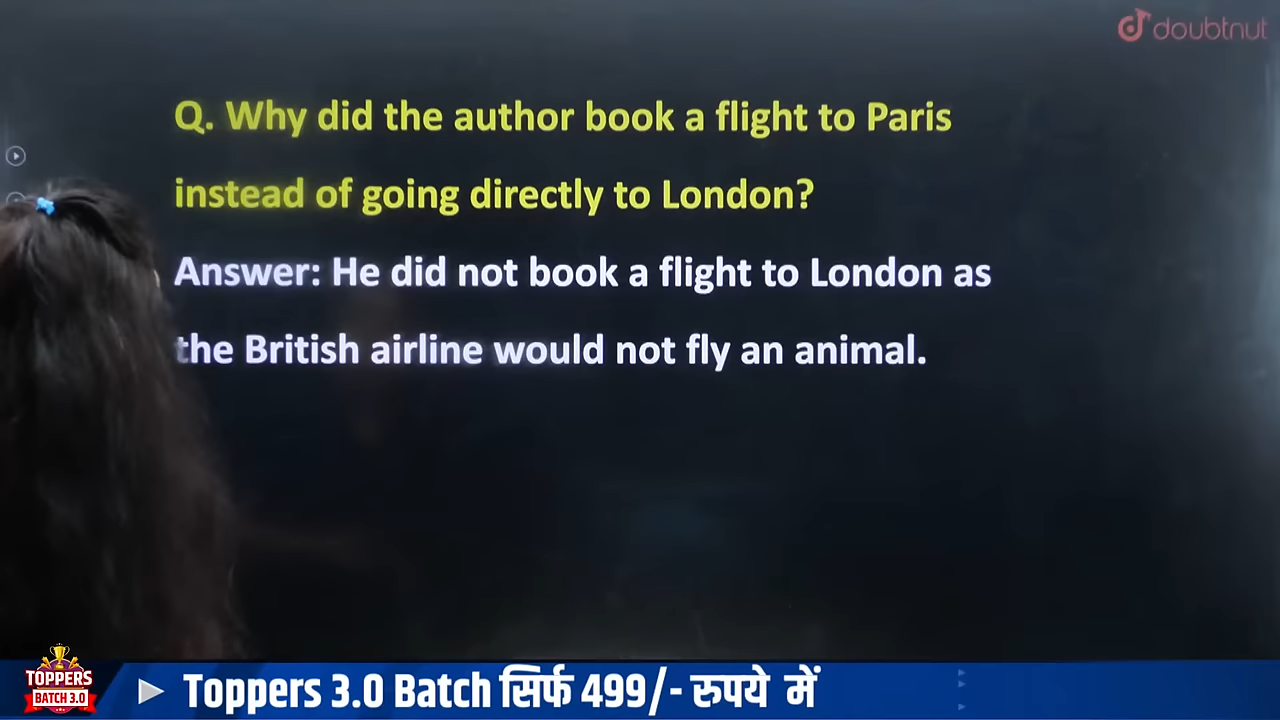 doubtnut
Q. Why did the author book a flight to Paris
instead of going directly to London?
Answer: He did not book a flight to London as
the British airline would not fly an animal.
TOPPERS
BATCH 3.0
Toppers 3.0 Batch सिर्फ 499/- रुपये में